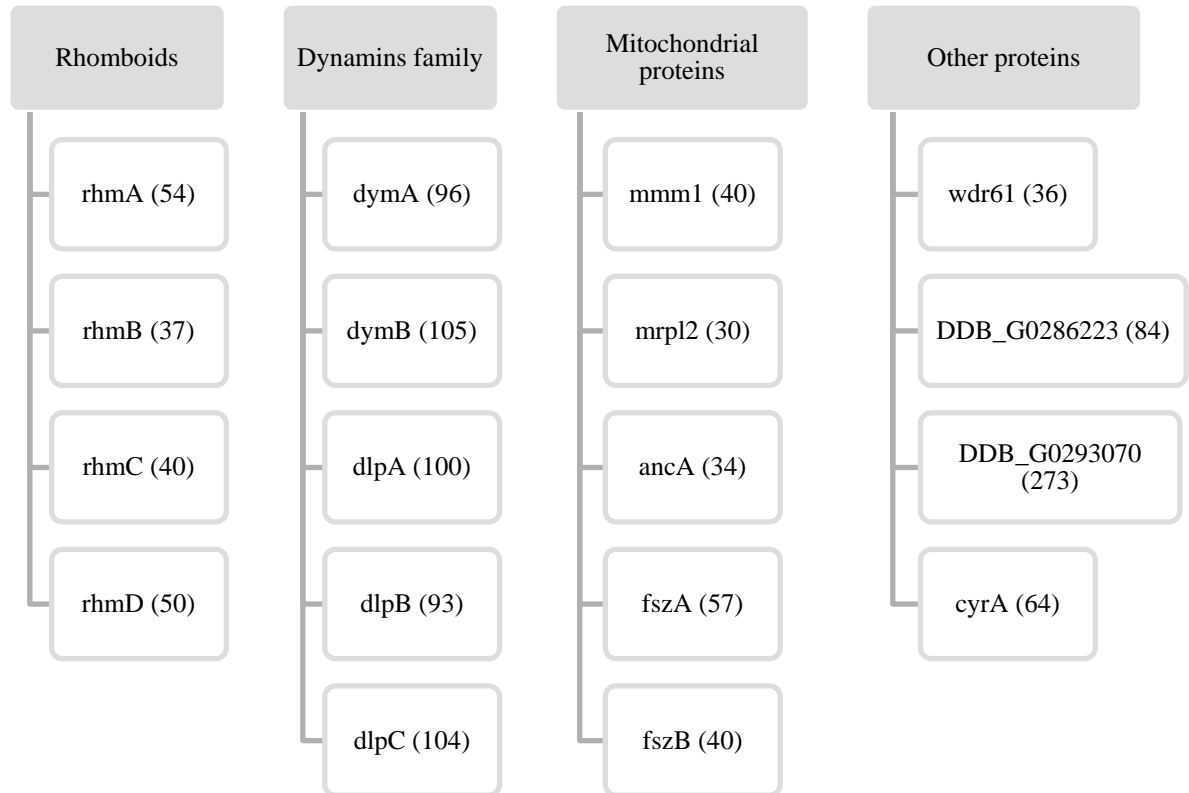 Rhomboids
rhmA (54)
rhmB (37)
rhmC (40)
rhmD (50)
Dynamins family
dymA (96)
dymB (105)
dlpA (100)
dlpB (93)
dlpC (104)
Mitochondrial
proteins
mmm1 (40)
mrpl2 (30)
ancA (34)
fszA (57)
fszB (40)
Other proteins
wdr61 (36)
DDB_G0286223 (84)
DDB_G0293070
(273)
cyrA (64)